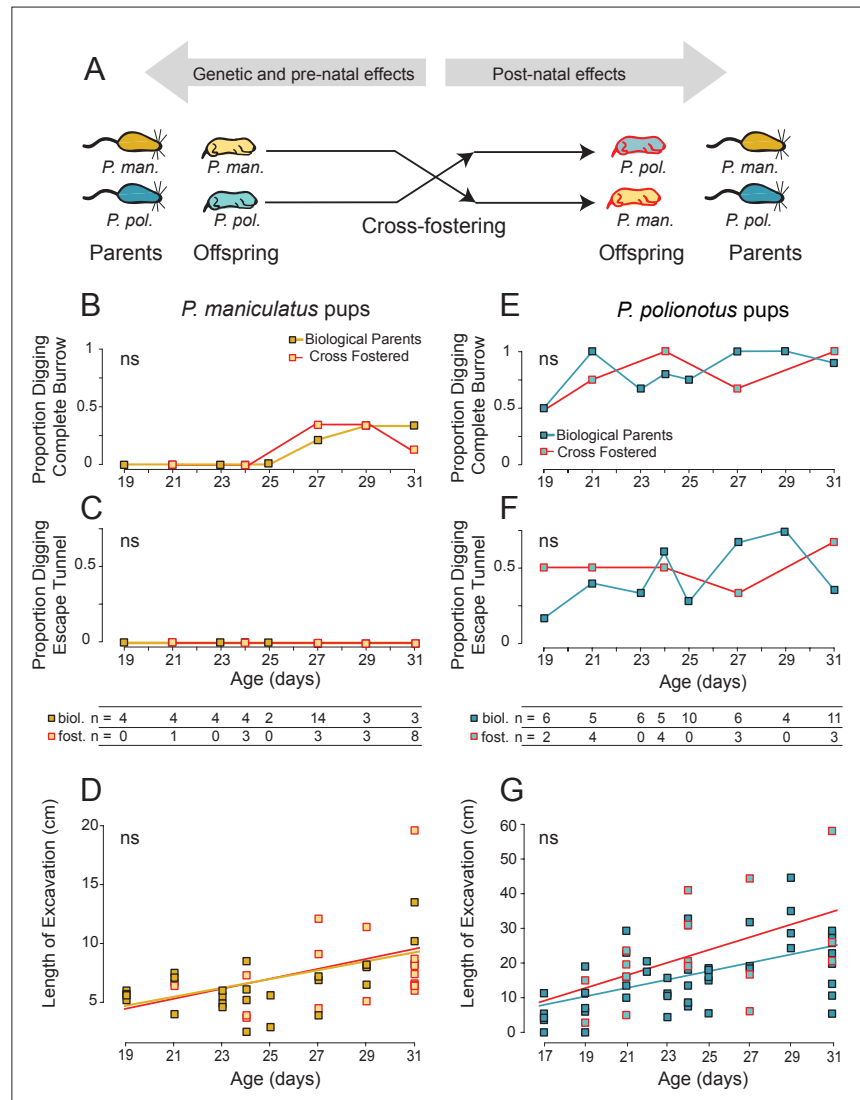 A
Genetic and pre-natal effects
Post-natal effects
P. man.
P. man.
P. pol.
P. man.
P. pol.
P. pol.
P. man.
P. pol.
Cross-fostering
Parents
Offspring
Offspring
Parents
B
P. maniculatus pups
Proportion Digging
Complete Burrow
1
0.5
0
ns
Biological Parents
Cross Fostered
19 21 23 25 27 29 31
C
Proportion Digging
Escape Tunnel
0.5
0
ns
19 21 23 25 27 29 31
Age (days)
biol. n = 4 4 4 4 2 14 3 3
fost. n = 0 1 0 3 0 3 3 8
D
Length of Excavation (cm)
20
15
10
5
ns
19 21 23 25 27 29 31
Age (days)
E
P. polionotus pups
Proportion Digging
Complete Burrow
1
0.5
0
ns
Biological Parents
Cross Fostered
19 21 23 25 27 29 31
F
Proportion Digging
Escape Tunnel
0.5
0
ns
19 21 23 25 27 29 31
Age (days)
biol. n = 6 5 6 5 10 6 4 11
fost. n = 2 4 0 4 0 3 0 3
G
Length of Excavation (cm)
60
50
40
30
20
10
0
ns
17 19 21 23 25 27 29 31
Age (days)